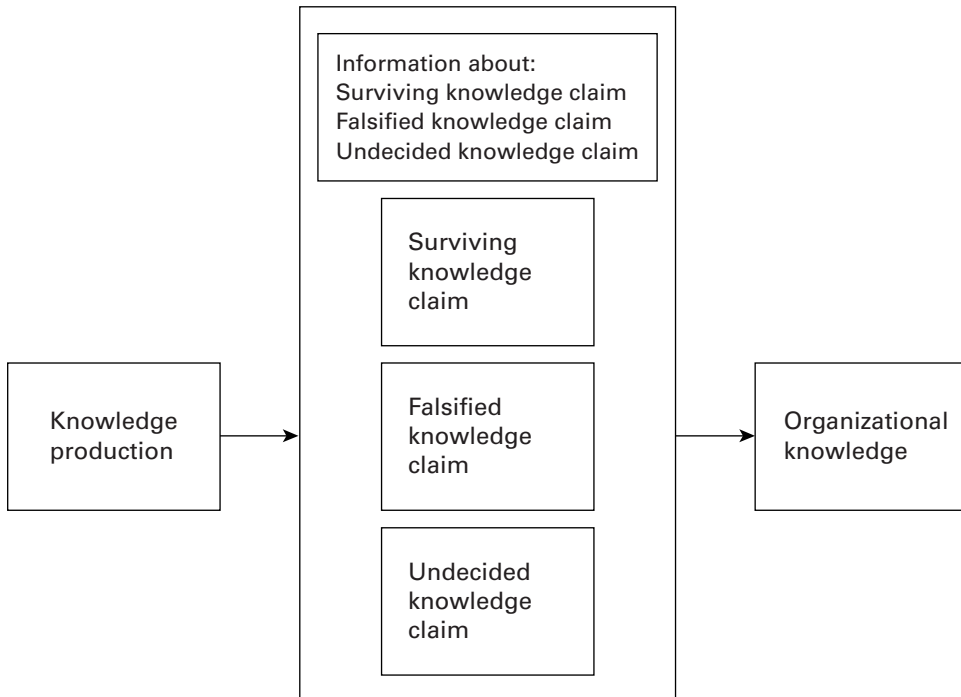 Information about:
Surviving knowledge claim
Falsified knowledge claim
Undecided knowledge claim
Surviving
knowledge
claim
Knowledge
production
Falsified
knowledge
claim
Organizational
knowledge
Undecided
knowledge
claim